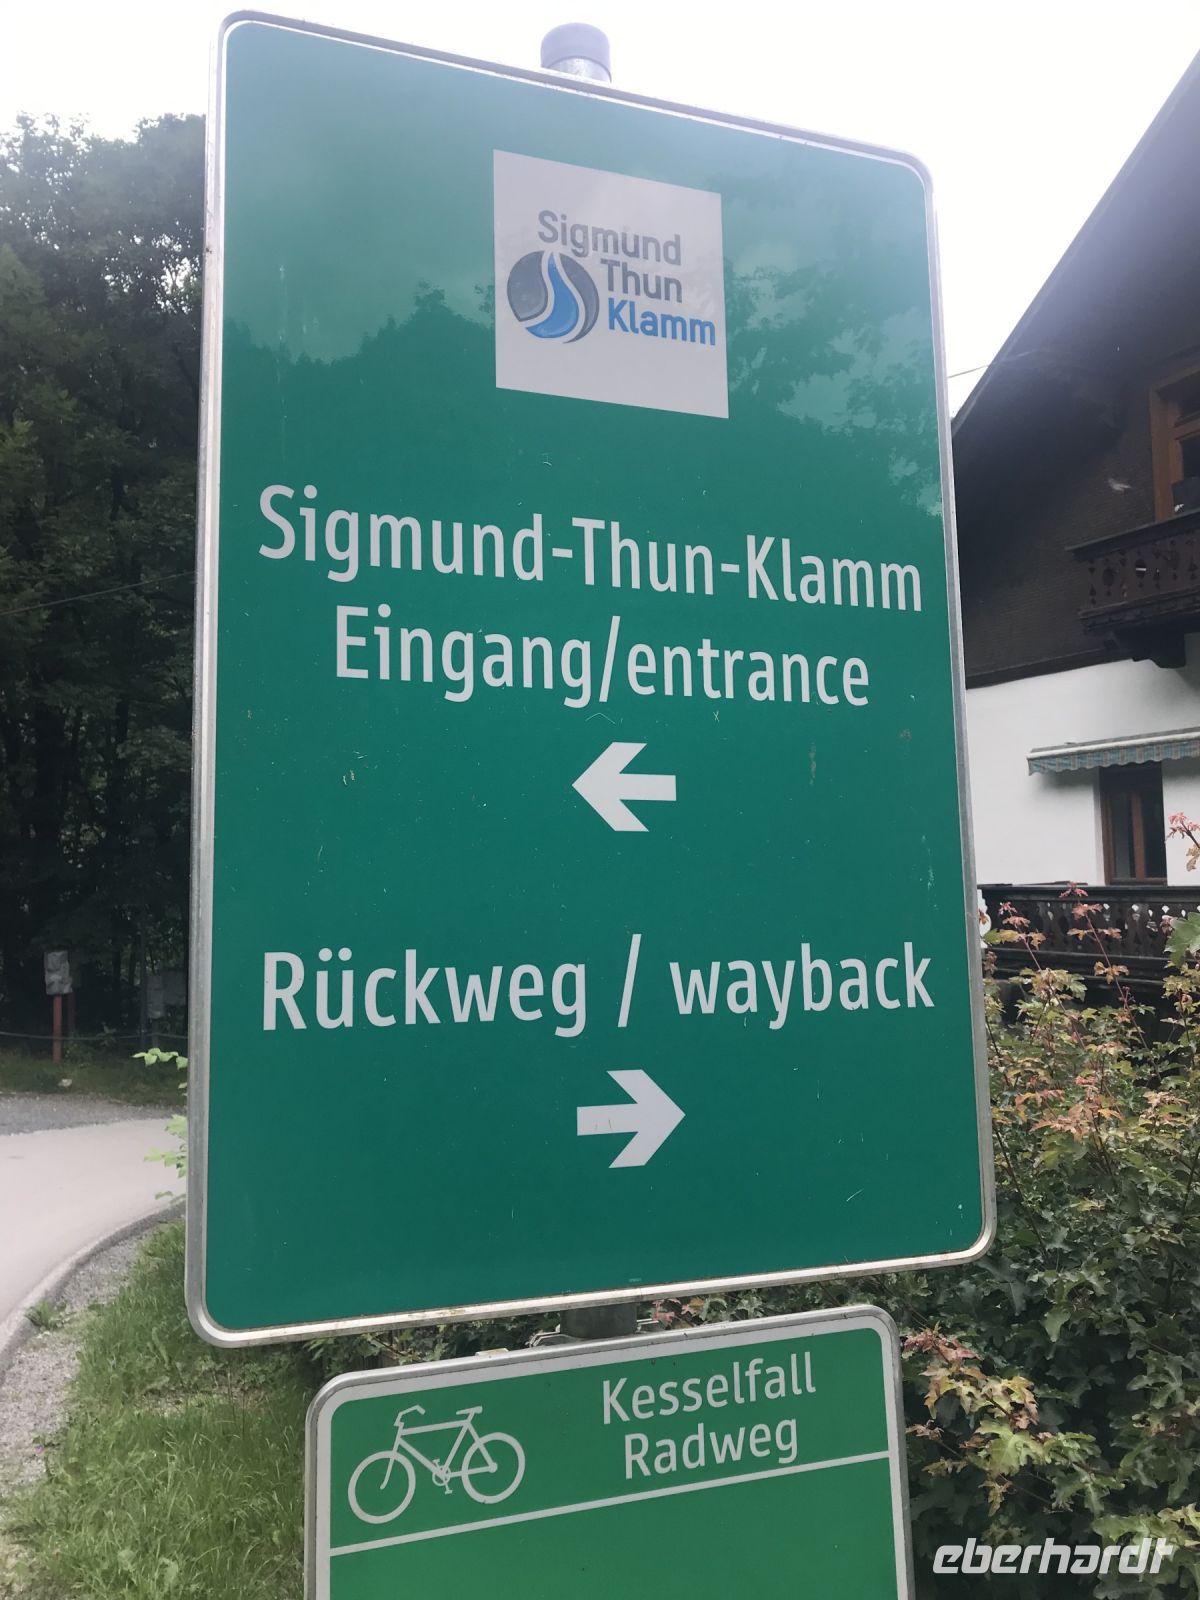 Sigmund
Thun
Klamm
Sigmund-Thun-Klamm
Eingang/entrance
Rückweg / wayback
Kesselfall
Radweg
eberhardt